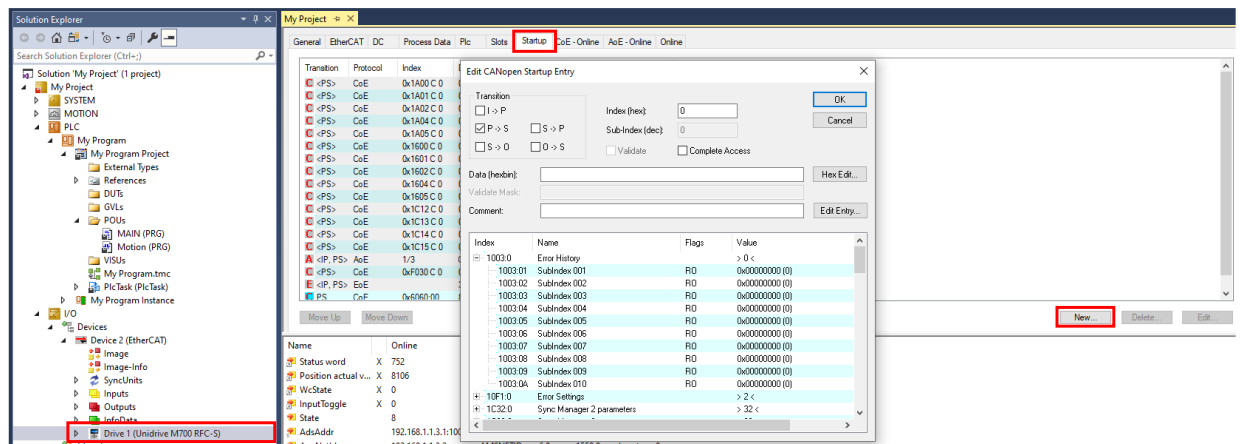 Solution Explorer
Search Solution Explorer (Ctrl+;)
Solution 'My Project' (1 project)
My Project
SYSTEM
MOTION
PLC
My Program
My Program Project
External Types
References
DUTs
GVLs
POUs
MAIN (PRG)
Motion (PRG)
VISUs
My Program.tmc
PlcTask (PlcTask)
My Program Instance
I/O
Devices
Device 2 (EtherCAT)
Image
Image-Info
SyncUnits
Inputs
Outputs
InfoData
Drive 1 (Unidrive M700 RFC-S)
My Project
General EtherCAT DC Process Data Plc Slots Startup CoE - Online AoE - Online Online
Transition Protocol Index
C <PS> CoE 0x1A00 C 0
C <PS> CoE 0x1A01 C 0
C <PS> CoE 0x1A02 C 0
C <PS> CoE 0x1A04 C 0
C <PS> CoE 0x1A05 C 0
C <PS> CoE 0x1600 C 0
C <PS> CoE 0x1601 C 0
C <PS> CoE 0x1602 C 0
C <PS> CoE 0x1604 C 0
C <PS> CoE 0x1605 C 0
C <PS> CoE 0x1C12 C 0
C <PS> CoE 0x1C13 C 0
C <PS> CoE 0x1C14 C 0
C <PS> CoE 0x1C15 C 0
A <IP, PS> AoE 1/3
C <PS> CoE 0xF030 C 0
E <IP, PS> EoE
PS CoE 0x6060:00
Move Up Move Down
New... Delete... Edit...
Name Online
Status word X 752
Position actual v... X 8106
WcState X 0
InputToggle X 0
State 8
AdsAddr 192.168.1.1.3.1:100
Edit CANopen Startup Entry
Transition
I -> P
P -> S S -> P
S -> O O -> S
Index (hex): 0
Sub-Index (dec): 0
Validate Complete Access
OK
Cancel
Data (hexbin): Hex Edit...
Validate Mask:
Comment: Edit Entry...
Index Name Flags Value
1003:0 Error History > 0 <
1003:01 SubIndex 001 RO 0x00000000 (0)
1003:02 SubIndex 002 RO 0x00000000 (0)
1003:03 SubIndex 003 RO 0x00000000 (0)
1003:04 SubIndex 004 RO 0x00000000 (0)
1003:05 SubIndex 005 RO 0x00000000 (0)
1003:06 SubIndex 006 RO 0x00000000 (0)
1003:07 SubIndex 007 RO 0x00000000 (0)
1003:08 SubIndex 008 RO 0x00000000 (0)
1003:09 SubIndex 009 RO 0x00000000 (0)
1003:0A SubIndex 010 RO 0x00000000 (0)
10F1:0 Error Settings > 2 <
1C32:0 Sync Manager 2 parameters > 32 <